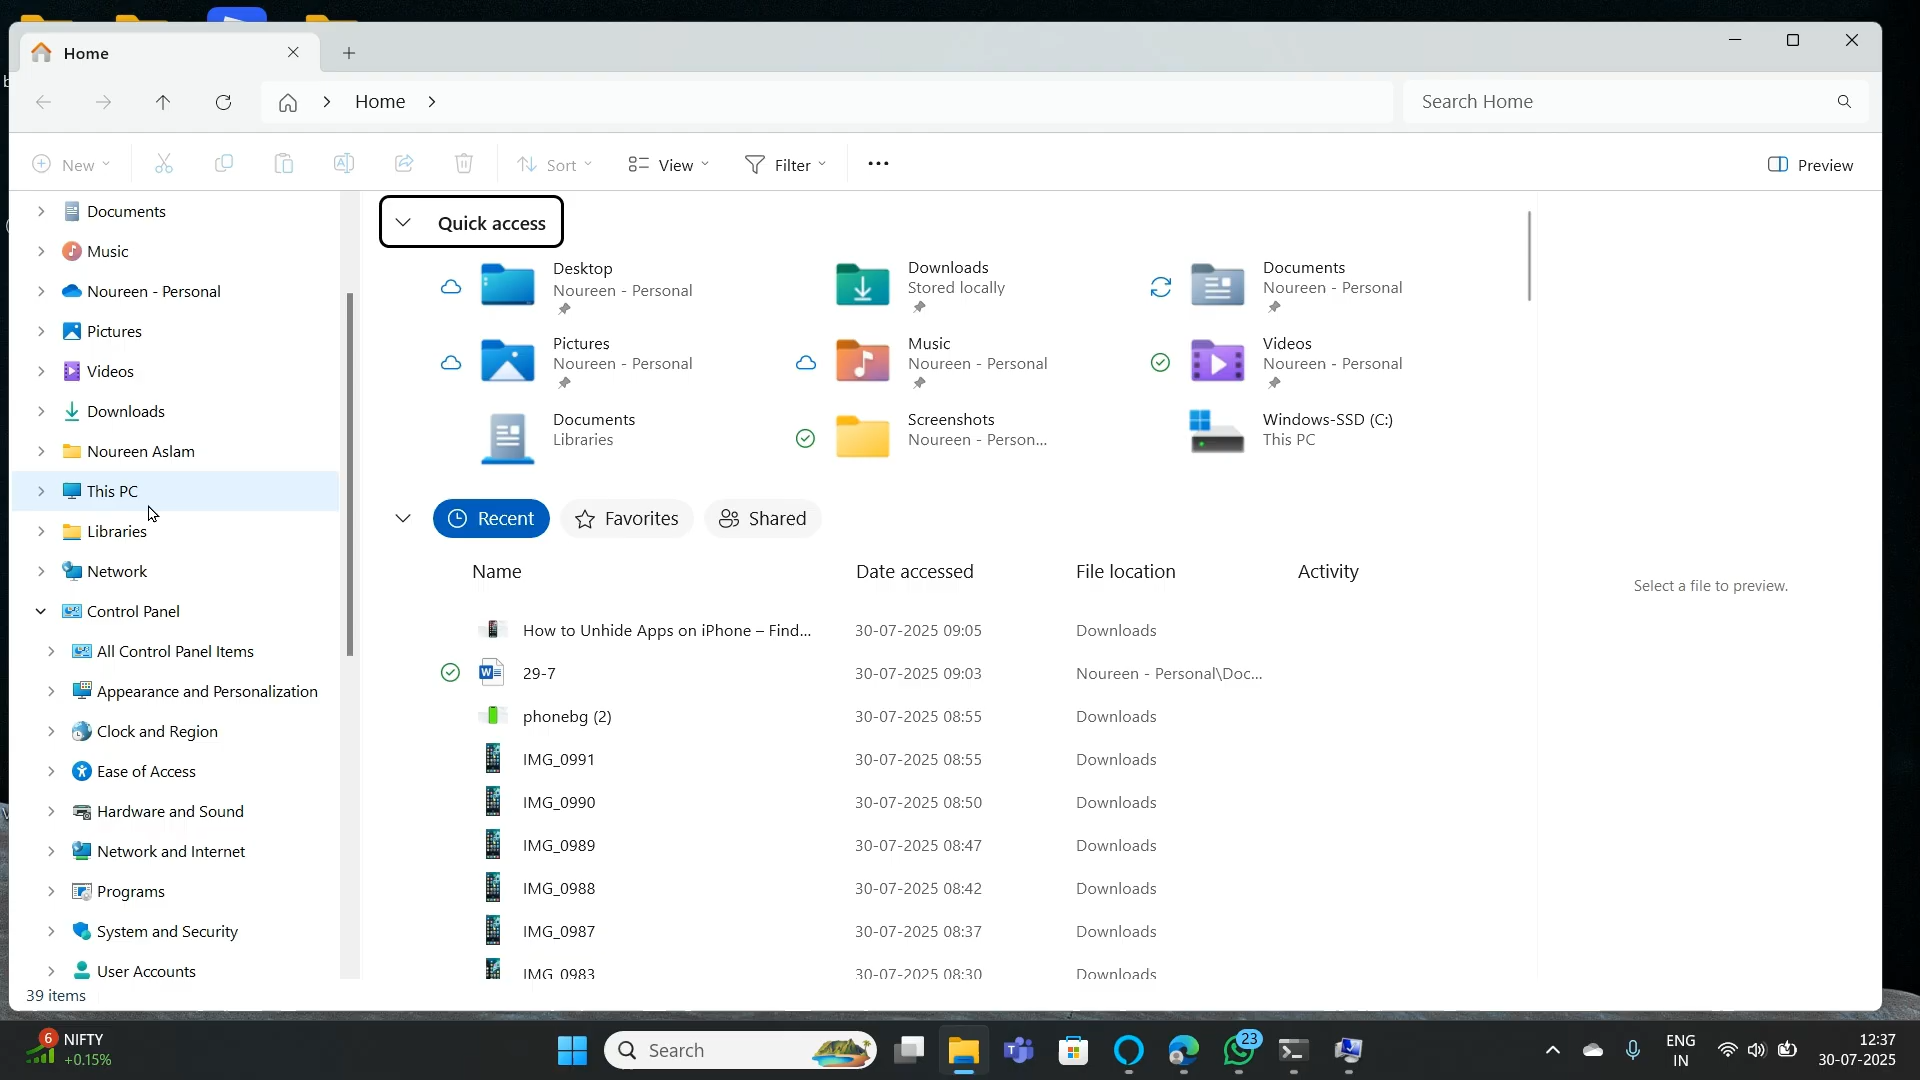 Home
Home
Search Home
New
Sort
View
Filter
Preview
Documents
Music
Noureen - Personal
Pictures
Videos
Downloads
Noureen Aslam
This PC
Libraries
Network
Control Panel
All Control Panel Items
Appearance and Personalization
Clock and Region
Ease of Access
Hardware and Sound
Network and Internet
Programs
System and Security
User Accounts
39 items
Quick access
Desktop
Noureen - Personal
Downloads
Stored locally
Documents
Noureen - Personal
Pictures
Noureen - Personal
Music
Noureen - Personal
Videos
Noureen - Personal
Documents
Libraries
Screenshots
Noureen - Person...
Windows-SSD (C:)
This PC
Recent Favorites Shared
Name Date accessed File location Activity
How to Unhide Apps on iPhone – Find... 30-07-2025 09:05 Downloads
29-7 30-07-2025 09:03 Noureen - Personal\Doc...
phonebg (2) 30-07-2025 08:55 Downloads
IMG_0991 30-07-2025 08:55 Downloads
IMG_0990 30-07-2025 08:50 Downloads
IMG_0989 30-07-2025 08:47 Downloads
IMG_0988 30-07-2025 08:42 Downloads
IMG_0987 30-07-2025 08:37 Downloads
IMG_0983 30-07-2025 08:30 Downloads
Select a file to preview.
6
NIFTY
+0.15%
Search
23
ENG
IN
12:37
30-07-2025